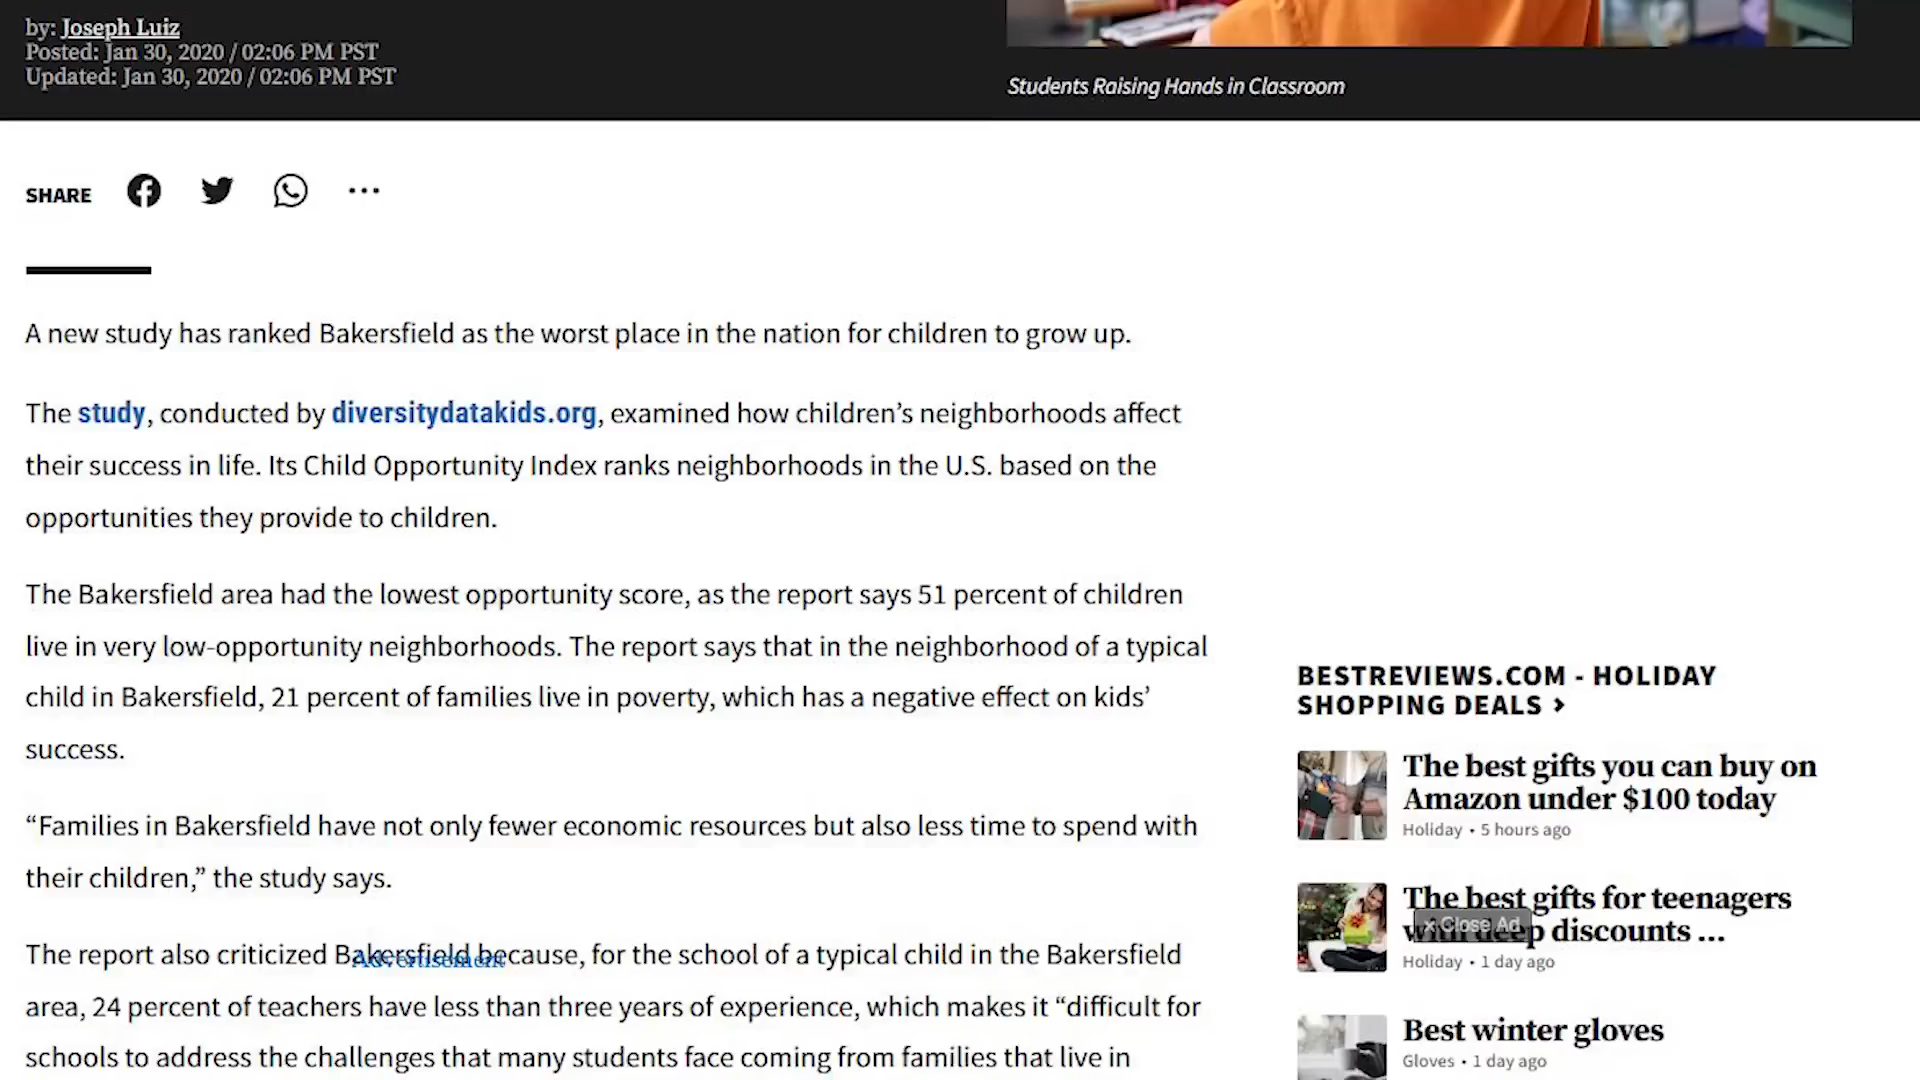 by: Joseph Luiz
Posted: Jan 30, 2020 / 02:06 PM PST
Updated: Jan 30, 2020 / 02:06 PM PST
Students Raising Hands in Classroom
SHARE
A new study has ranked Bakersfield as the worst place in the nation for children to grow up.
The study, conducted by diversitydatakids.org, examined how children’s neighborhoods affect
their success in life. Its Child Opportunity Index ranks neighborhoods in the U.S. based on the
opportunities they provide to children.
The Bakersfield area had the lowest opportunity score, as the report says 51 percent of children
live in very low-opportunity neighborhoods. The report says that in the neighborhood of a typical
child in Bakersfield, 21 percent of families live in poverty, which has a negative effect on kids’
success.
“Families in Bakersfield have not only fewer economic resources but also less time to spend with
their children,” the study says.
The report also criticized Bakersfield because, for the school of a typical child in the Bakersfield
Advertisement
area, 24 percent of teachers have less than three years of experience, which makes it “difficult for
schools to address the challenges that many students face coming from families that live in
BESTREVIEWS.COM - HOLIDAY
SHOPPING DEALS >
The best gifts you can buy on
Amazon under $100 today
Holiday • 5 hours ago
The best gifts for teenagers
x Close Ad
with deep discounts ...
Holiday • 1 day ago
Best winter gloves
Gloves • 1 day ago